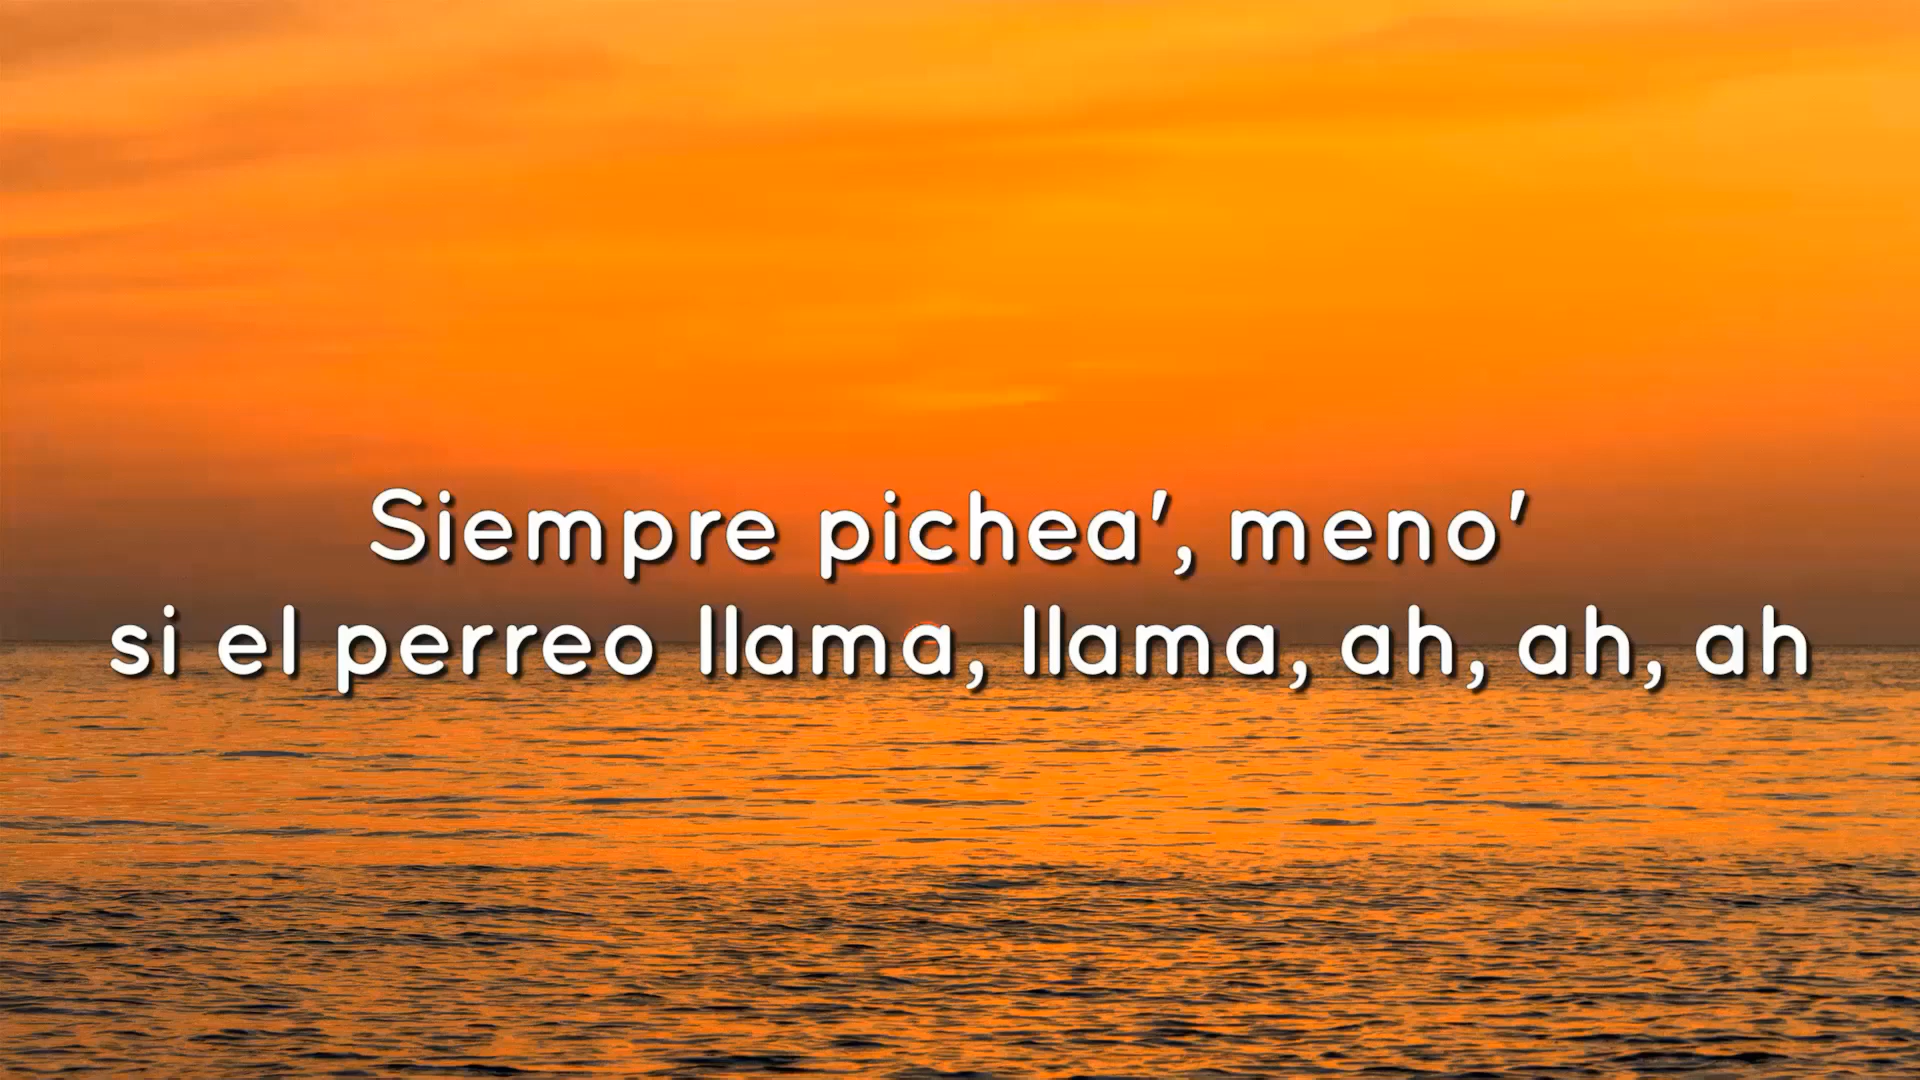 Siempre pichea', meno'
si el perreo llama, llama, ah, ah, ah